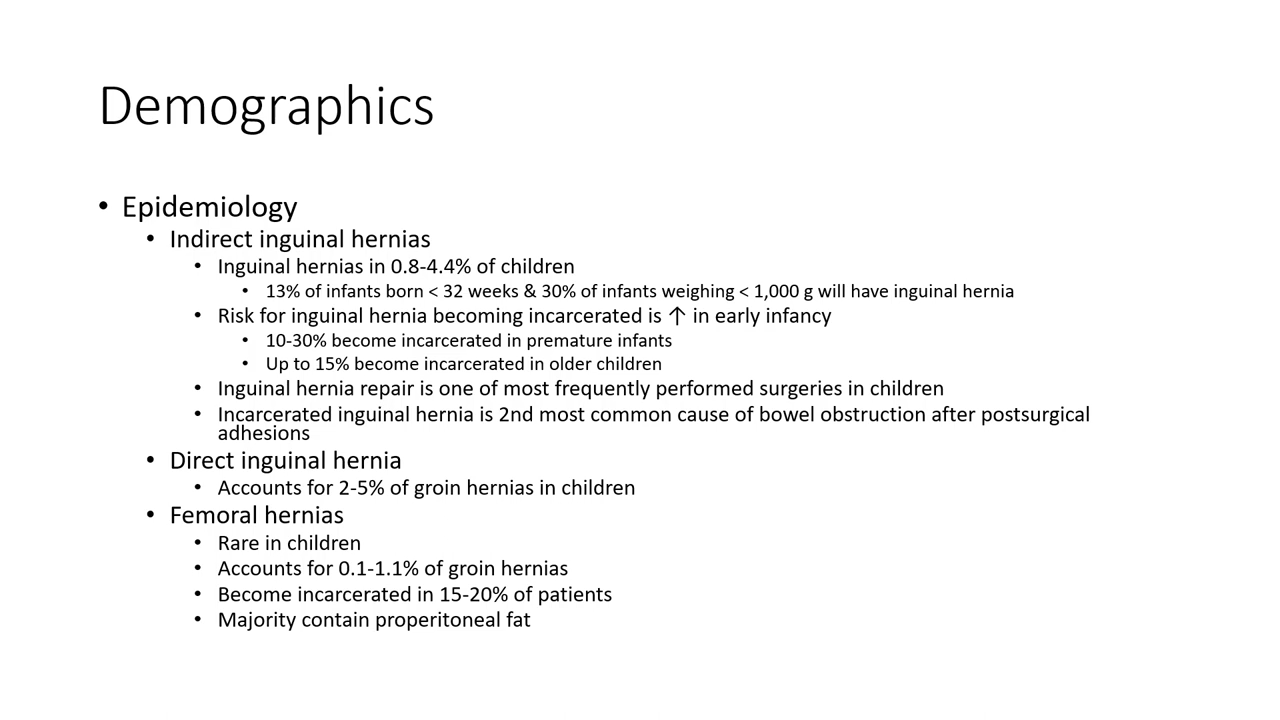 Demographics
• Epidemiology
• Indirect inguinal hernias
• Inguinal hernias in 0.8-4.4% of children
• 13% of infants born < 32 weeks & 30% of infants weighing < 1,000 g will have inguinal hernia
• Risk for inguinal hernia becoming incarcerated is ↑ in early infancy
• 10-30% become incarcerated in premature infants
• Up to 15% become incarcerated in older children
• Inguinal hernia repair is one of most frequently performed surgeries in children
• Incarcerated inguinal hernia is 2nd most common cause of bowel obstruction after postsurgical
adhesions
• Direct inguinal hernia
• Accounts for 2-5% of groin hernias in children
• Femoral hernias
• Rare in children
• Accounts for 0.1-1.1% of groin hernias
• Become incarcerated in 15-20% of patients
• Majority contain properitoneal fat